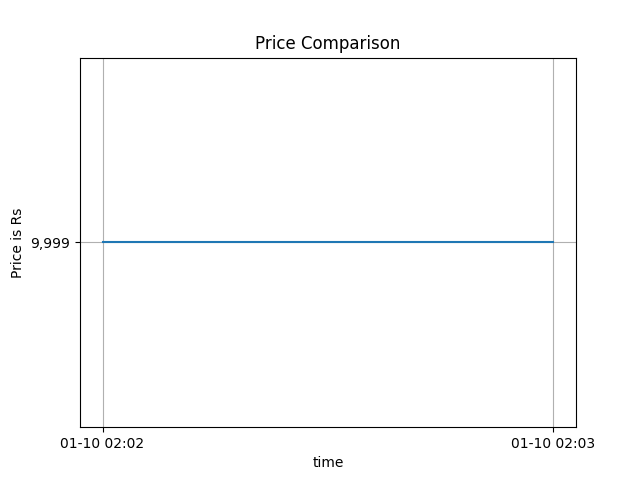 Price Comparison
Price is Rs
9,999
01-10 02:02
01-10 02:03
time